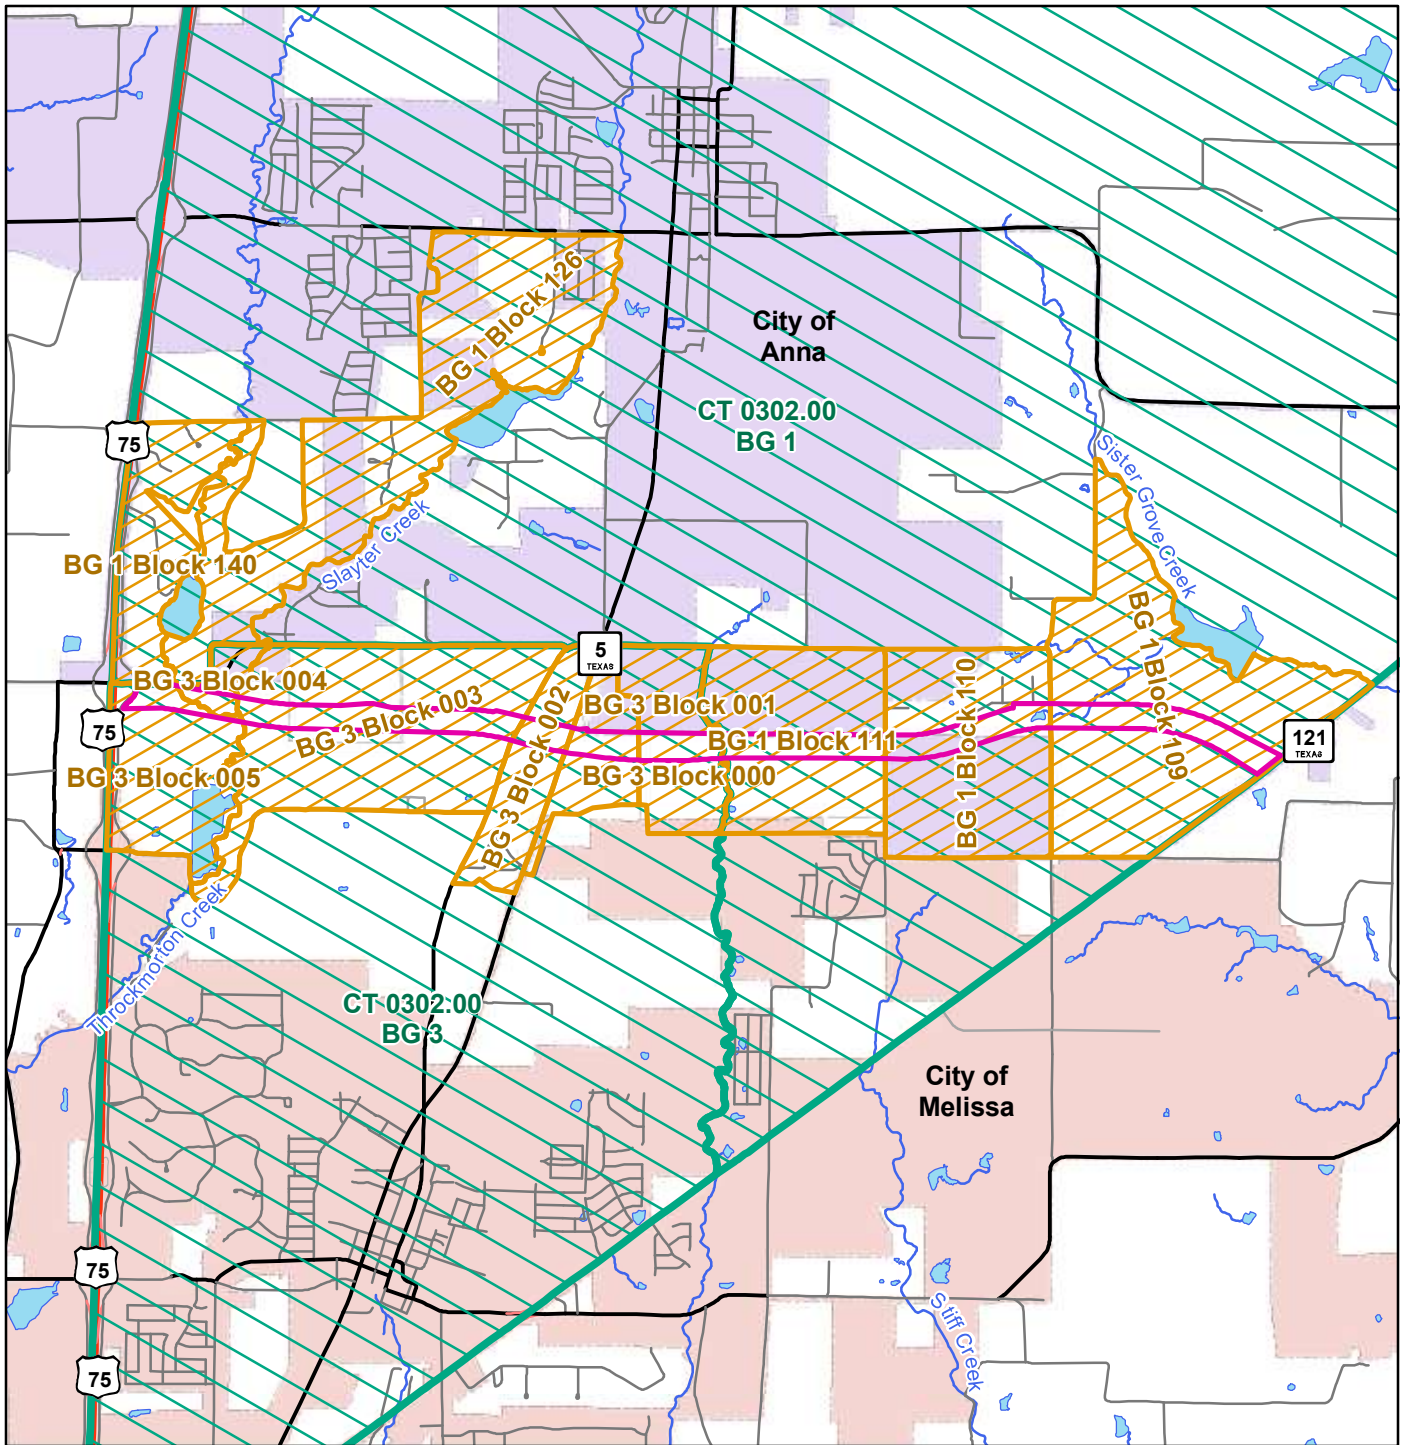 BG 1 Block 126
City of
Anna
CT 0302.00
BG 1
75
Sister Grove Creek
Slayter Creek
BG 1 Block 140
BG 1 Block 109
5
TEXAS
BG 3 Block 004
BG 3 Block 003
BG 3 Block 002
BG 3 Block 001
BG 1 Block 110
75
BG 1 Block 111
121
TEXAS
BG 3 Block 005
BG 3 Block 000
Throckmorton Creek
CT 0302.00
BG 3
City of
Melissa
75
Stiff Creek
75